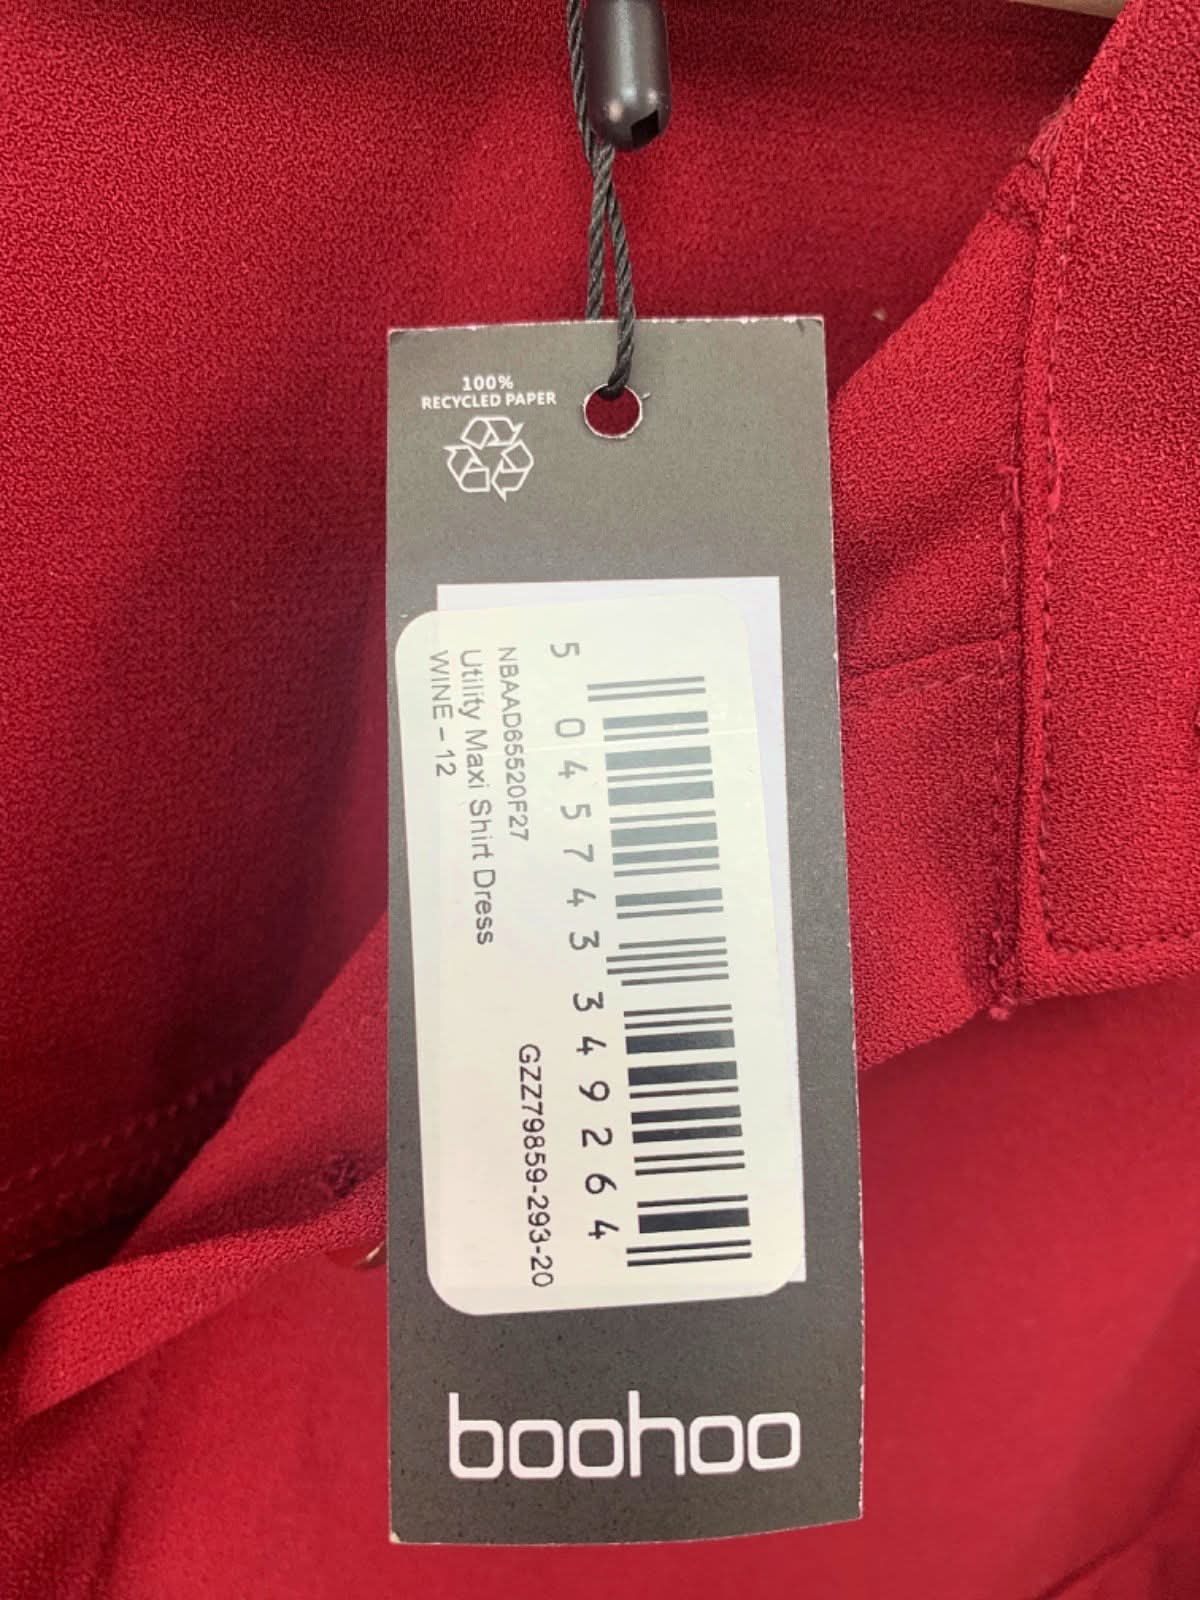 100%
RECYCLED PAPER
5 045743 349264
NBAAD65520F27
GZZ79859-293-20
Utility Maxi Shirt Dress
WINE - 12
boohoo